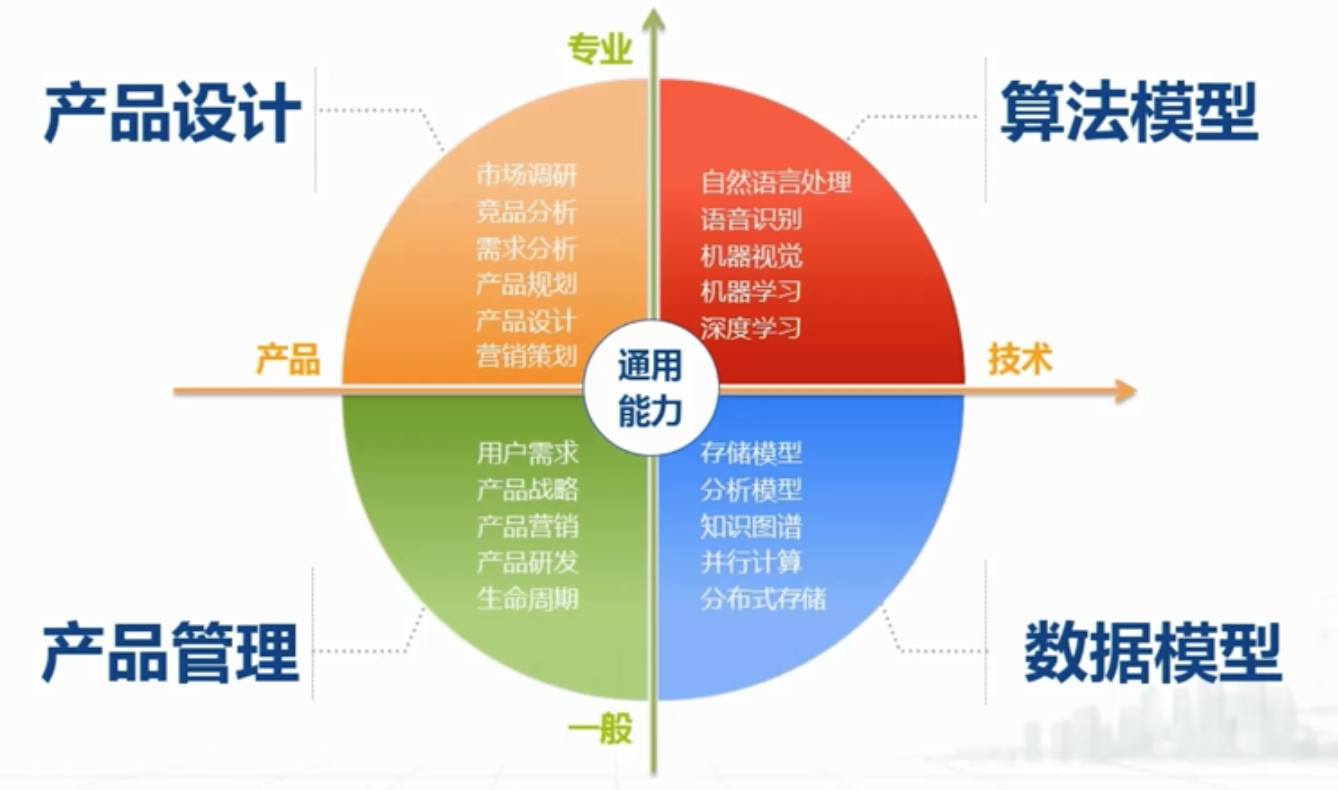 专业
产品设计
算法模型
市场调研
竞品分析
需求分析
产品规划
产品设计
营销策划
自然语言处理
语音识别
机器视觉
机器学习
深度学习
产品
通用
能力
技术
用户需求
产品战略
产品营销
产品研发
生命周期
存储模型
分析模型
知识图谱
并行计算
分布式存储
产品管理
数据模型
一般